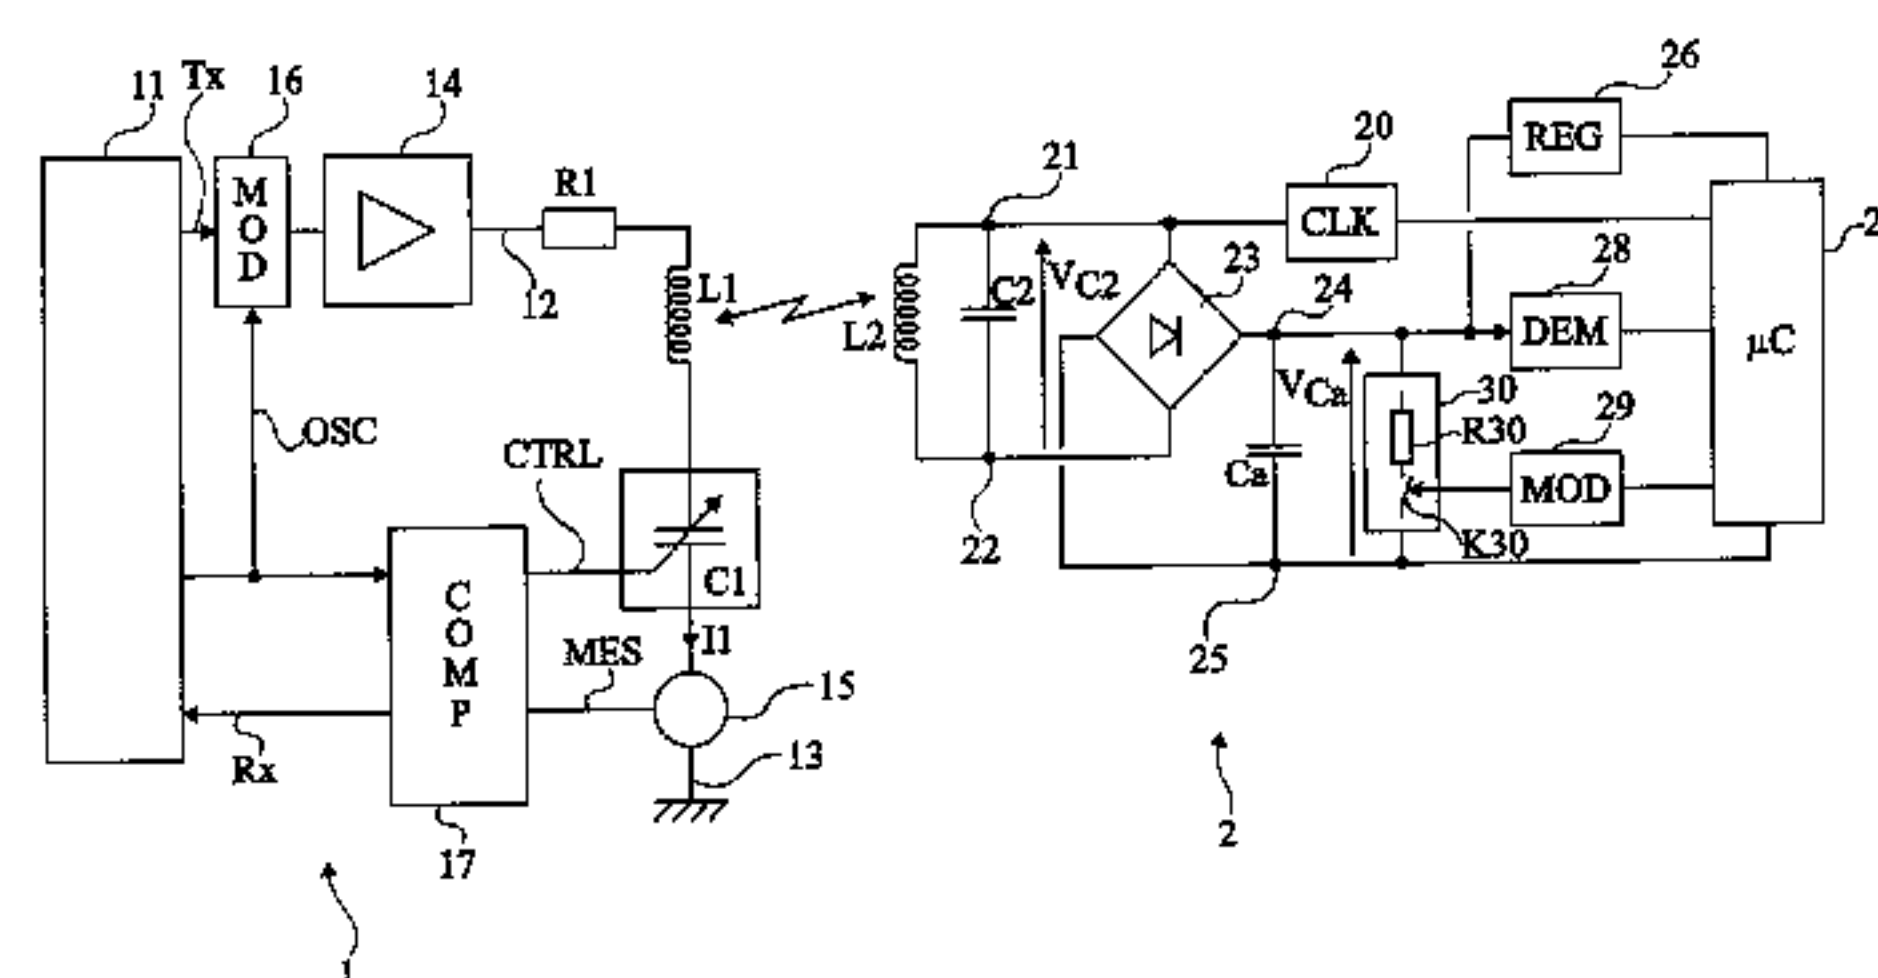 11
Tx
16
14
R1
MOD
12
L1
L2
OSC
CTRL
C1
I1
COMP
MES
15
13
Rx
17
1
21
20
26
REG
CLK
C2
VC2
23
24
28
DEM
μC
VCa
30
R30
29
MOD
Ca
K30
22
25
2